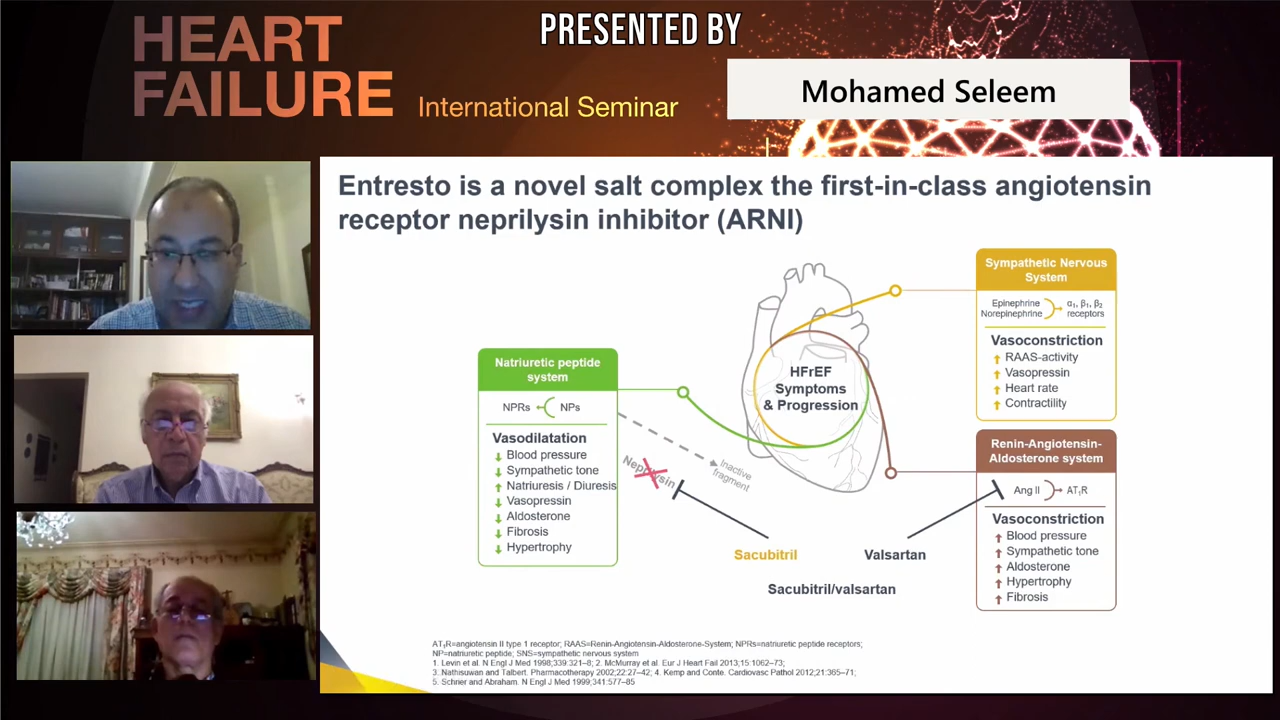 HEART
FAILURE
International Seminar
PRESENTED BY
Mohamed Seleem
Entresto is a novel salt complex the first-in-class angiotensin
receptor neprilysin inhibitor (ARNI)
Natriuretic peptide
system
NPRs
NPs
Vasodilatation
↓ Blood pressure
↓ Sympathetic tone
↑ Natriuresis / Diuresis
↓ Vasopressin
↓ Aldosterone
↓ Fibrosis
↓ Hypertrophy
Neprilysin
Inactive
fragment
HFrEF
Symptoms
& Progression
Sympathetic Nervous
System
Epinephrine
Norepinephrine
α₁, β₁, β₂
receptors
Vasoconstriction
↑ RAAS-activity
↑ Vasopressin
↑ Heart rate
↑ Contractility
Renin-Angiotensin-
Aldosterone system
Ang II
AT₁R
Vasoconstriction
↑ Blood pressure
↑ Sympathetic tone
↑ Aldosterone
↑ Hypertrophy
↑ Fibrosis
Sacubitril
Valsartan
Sacubitril/valsartan
AT₁R=angiotensin II type 1 receptor; RAAS=Renin-Angiotensin-Aldosterone-System; NPRs=natriuretic peptide receptors;
NP=natriuretic peptide; SNS=sympathetic nervous system
1. Levin et al. N Engl J Med 1998;339:321–8; 2. McMurray et al. Eur J Heart Fail 2013;15:1062–73;
3. Nathisuwan and Talbert. Pharmacotherapy 2002;22:27–42; 4. Kemp and Conte. Cardiovasc Pathol 2012;21:365–71;
5. Schrier and Abraham. N Engl J Med 1999;341:577–85